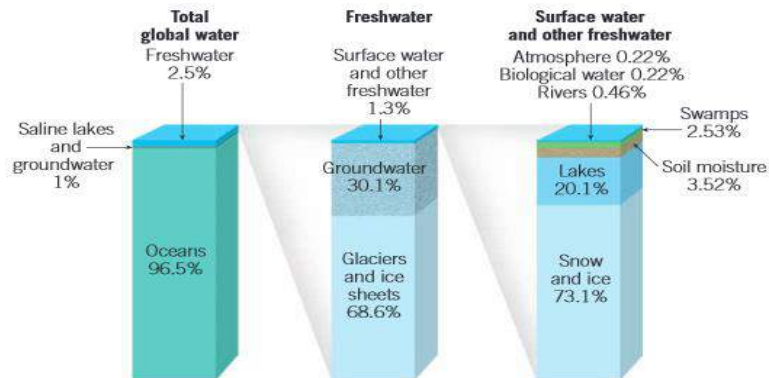 Total
global water
Freshwater
2.5%
Saline lakes
and
groundwater
1%
Oceans
96.5%
Freshwater
Surface water
and other
freshwater
1.3%
Groundwater
30.1%
Glaciers
and ice
sheets
68.6%
Surface water
and other freshwater
Atmosphere 0.22%
Biological water 0.22%
Rivers 0.46%
Swamps
2.53%
Lakes
20.1%
Soil moisture
3.52%
Snow
and ice
73.1%